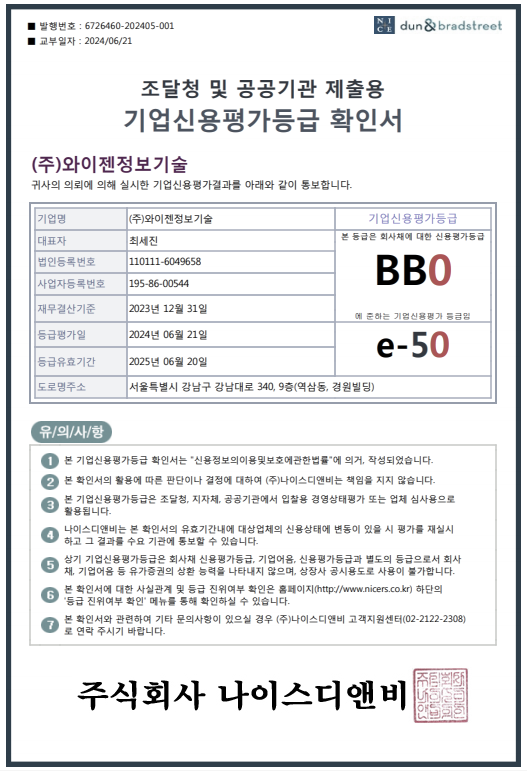 ■ 발행번호 : 6726460-202405-001
■ 교부일자 : 2024/06/21
NICE dun&bradstreet
조달청 및 공공기관 제출용
기업신용평가등급 확인서
(주)와이젠정보기술
귀사의 의뢰에 의해 실시한 기업신용평가결과를 아래와 같이 통보합니다.
기업명 (주)와이젠정보기술
대표자 최세진
법인등록번호 110111-6049658
사업자등록번호 195-86-00544
재무결산기준 2023년 12월 31일
등급평가일 2024년 06월 21일
등급유효기간 2025년 06월 20일
도로명주소 서울특별시 강남구 강남대로 340, 9층(역삼동, 경원빌딩)
기업신용평가등급
본 등급은 회사채에 대한 신용평가등급
BB0
에 준하는 기업신용평가 등급임
e-50
유/의/사/항
1 본 기업신용평가등급 확인서는 "신용정보의이용및보호에관한법률"에 의거, 작성되었습니다.
2 본 확인서의 활용에 따른 판단이나 결정에 대하여 (주)나이스디앤비는 책임을 지지 않습니다.
3 본 기업신용평가등급은 조달청, 지자체, 공공기관에서 입찰용 경영상태평가 또는 업체 심사용으로
활용됩니다.
4 나이스디앤비는 본 확인서의 유효기간내에 대상업체의 신용상태에 변동이 있을 시 평가를 재실시
하고 그 결과를 수요 기관에 통보할 수 있습니다.
5 상기 기업신용평가등급은 회사채 신용평가등급, 기업어음, 신용평가등급과 별도의 등급으로서 회사
채, 기업어음 등 유가증권의 상환 능력을 나타내지 않으며, 상장사 공시용도로 사용이 불가합니다.
6 본 확인서에 대한 사실관계 및 등급 진위여부 확인은 홈페이지(http://www.nicers.co.kr) 하단의
'등급 진위여부 확인' 메뉴를 통해 확인하실 수 있습니다.
7 본 확인서와 관련하여 기타 문의사항이 있으실 경우 (주)나이스디앤비 고객지원센터(02-2122-2308)
로 연락 주시기 바랍니다.
주식회사 나이스디앤비